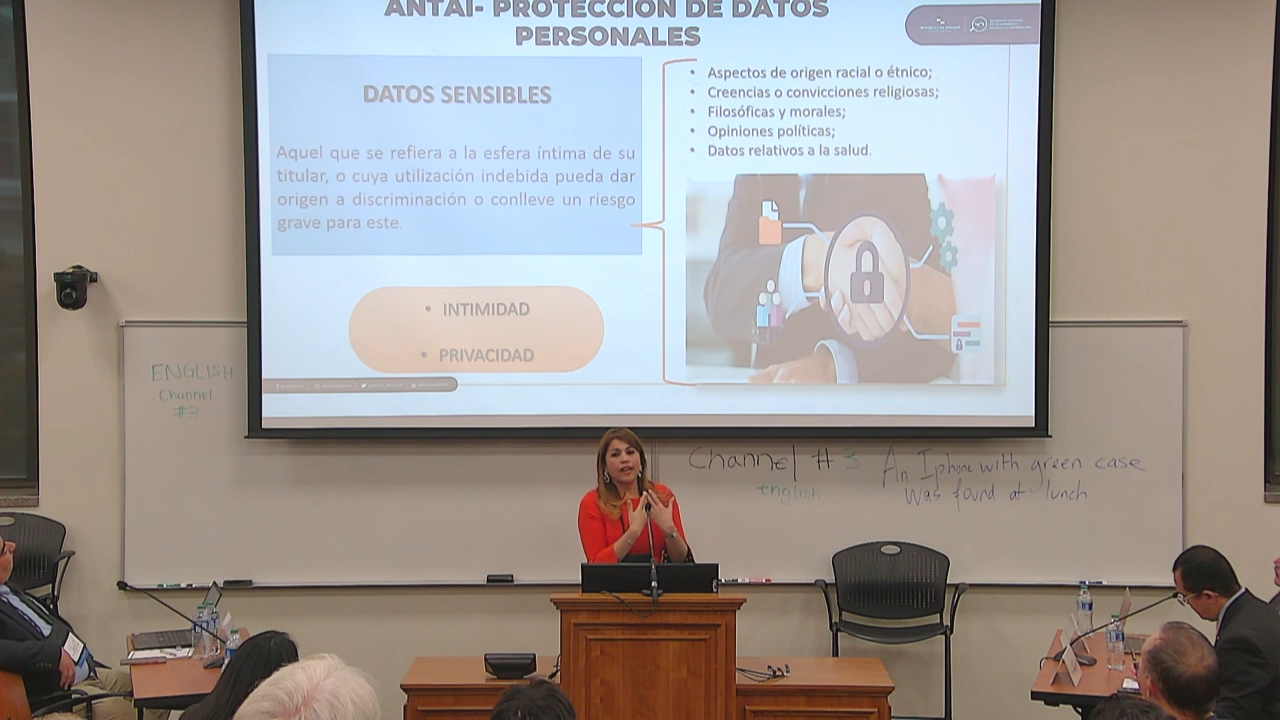 ANTAI- PROTECCIÓN DE DATOS
PERSONALES
REPÚBLICA DE PANAMÁ
DATOS SENSIBLES
Aquel que se refiera a la esfera íntima de su
titular, o cuya utilización indebida pueda dar
origen a discriminación o conlleve un riesgo
grave para este.
• INTIMIDAD
• PRIVACIDAD
• Aspectos de origen racial o étnico;
• Creencias o convicciones religiosas;
• Filosóficas y morales;
• Opiniones políticas;
• Datos relativos a la salud.
ENGLISH
Channel
#3
Channel # 3
english
An Iphone with green case
was found at lunch